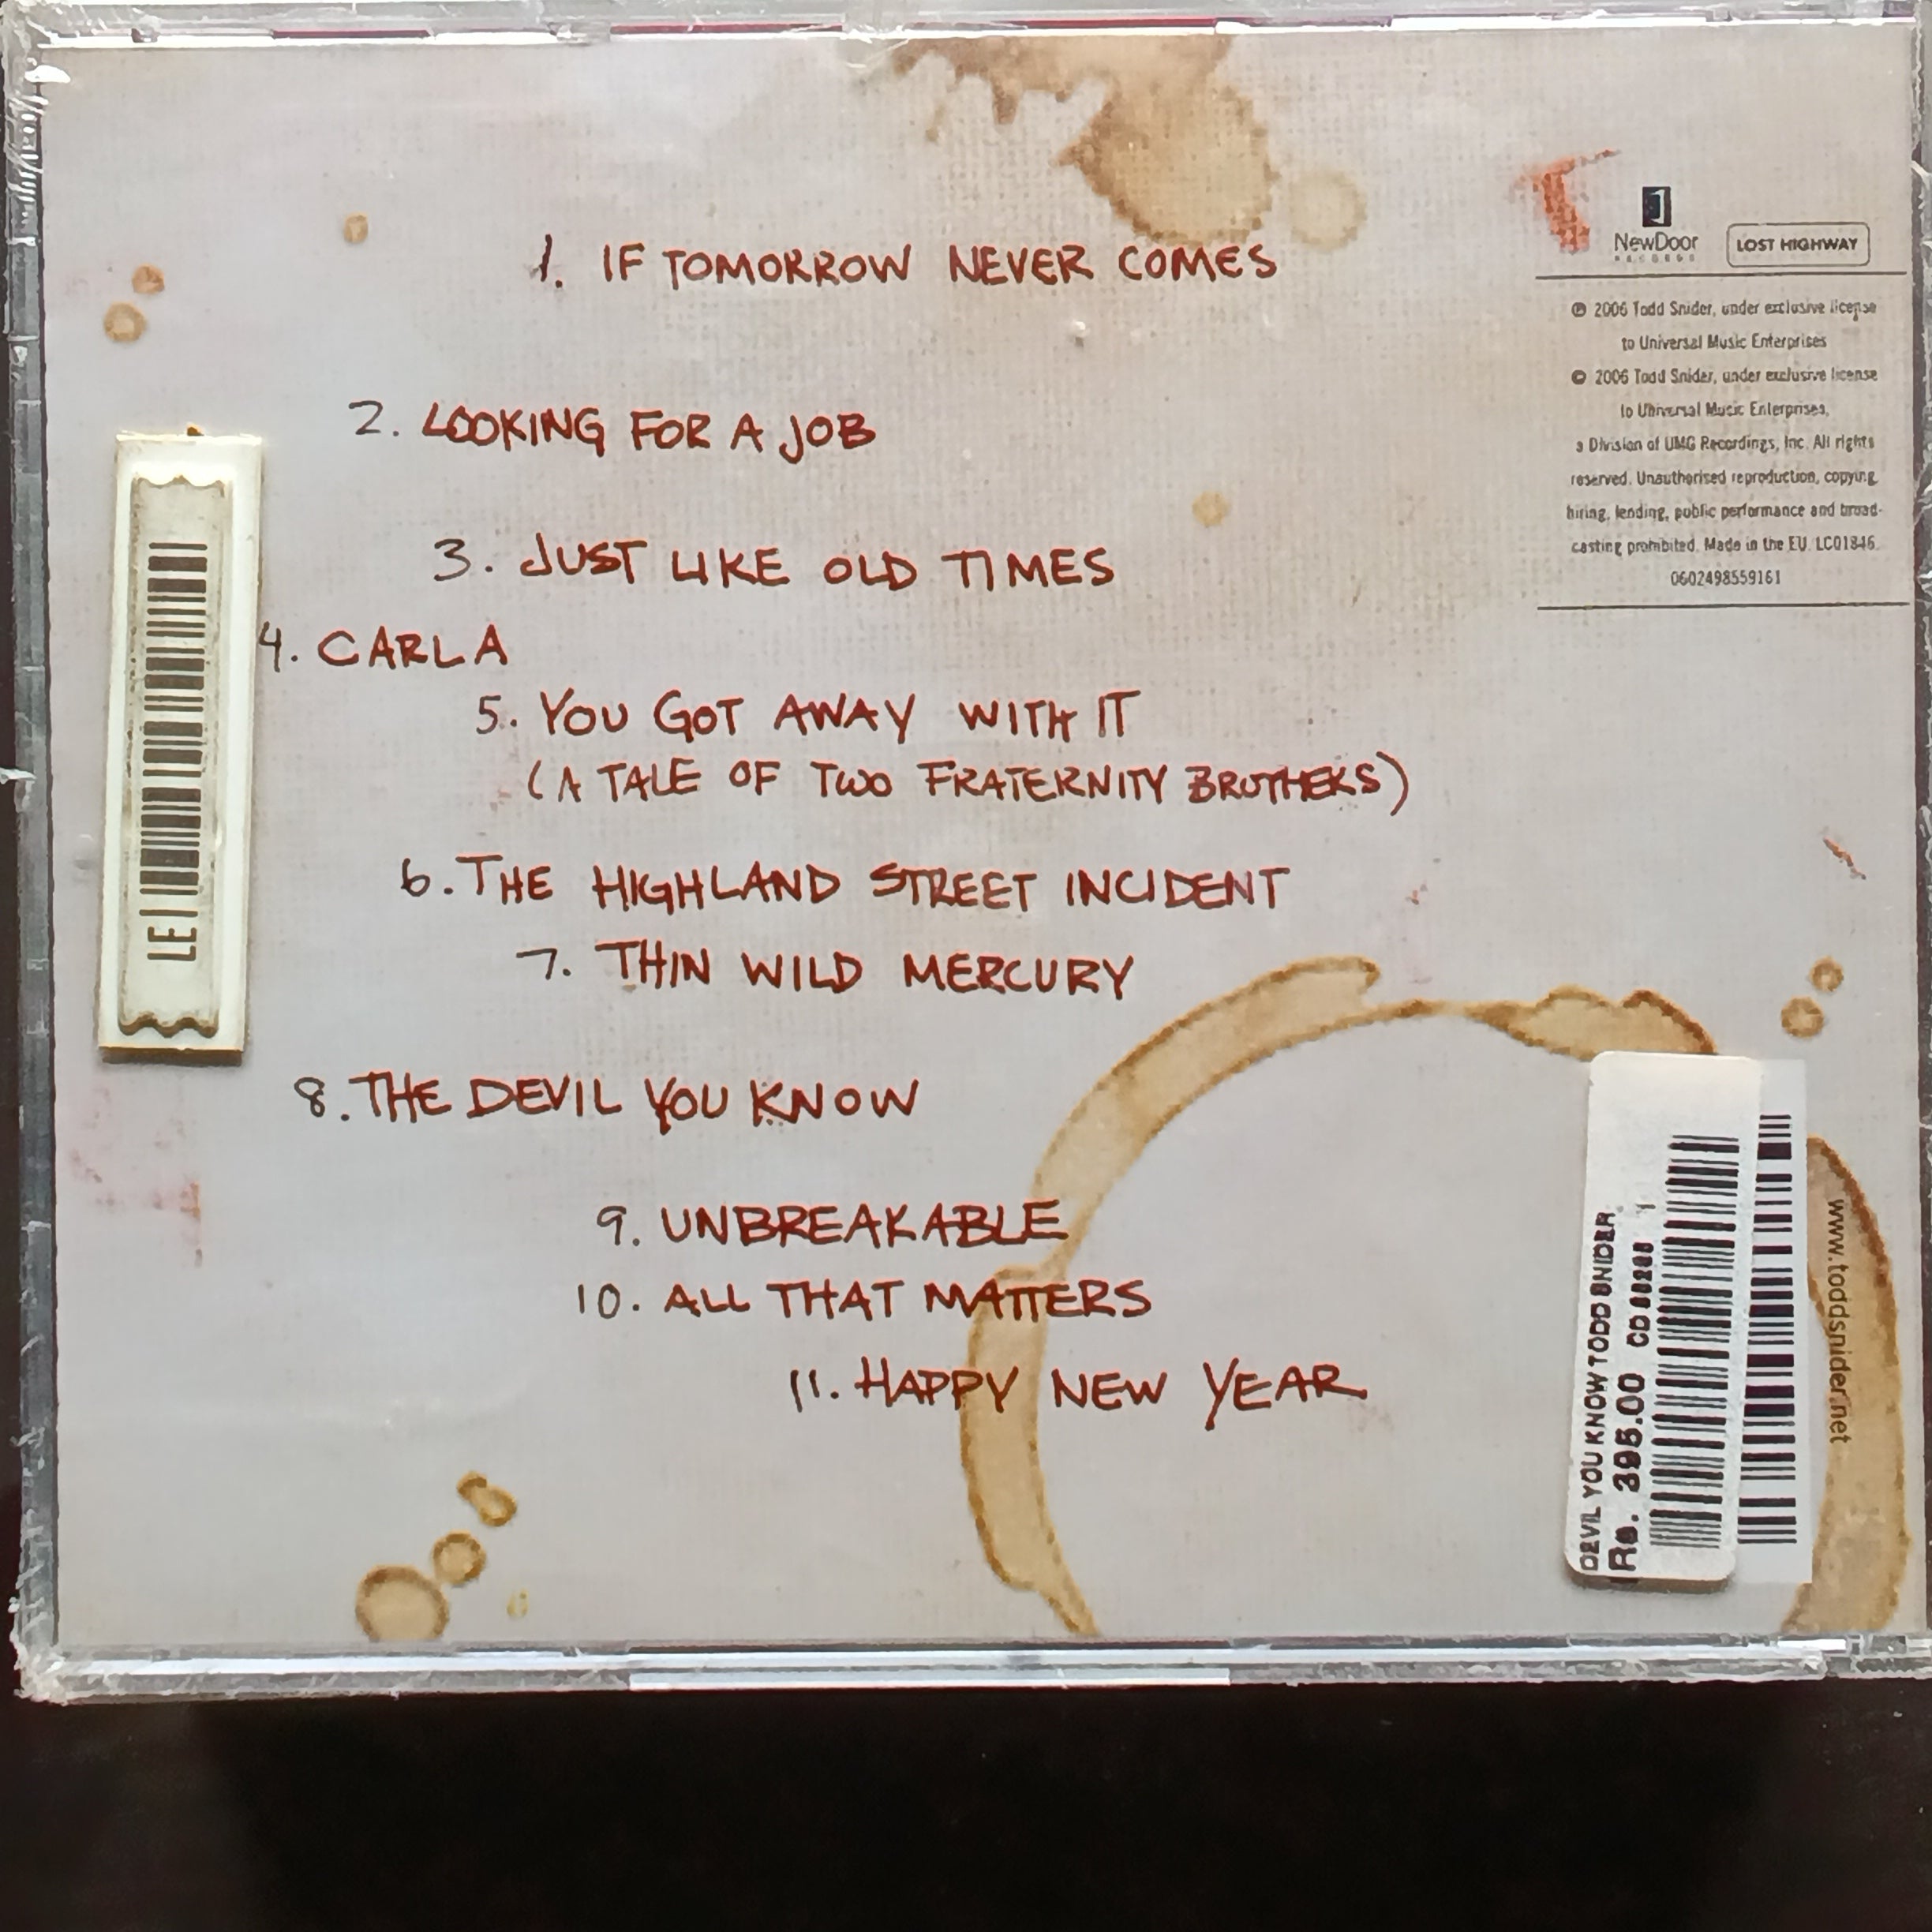 1. IF TOMORROW NEVER COMES
2. LOOKING FOR A JOB
3. JUST LIKE OLD TIMES
4. CARLA
5. YOU GOT AWAY WITH IT
(A TALE OF TWO FRATERNITY BROTHERS)
6. THE HIGHLAND STREET INCIDENT
7. THIN WILD MERCURY
8. THE DEVIL YOU KNOW
9. UNBREAKABLE
10. ALL THAT MATTERS
11. HAPPY NEW YEAR
NewDoor
RECORDS
LOST HIGHWAY
℗ 2006 Todd Snider, under exclusive license
to Universal Music Enterprises
© 2006 Todd Snider, under exclusive license
to Universal Music Enterprises,
a Division of UMG Recordings, Inc. All rights
reserved. Unauthorised reproduction, copying,
hiring, lending, public performance and broad-
casting prohibited. Made in the EU. LC01846.
0602498559161
LEI
DEVIL YOU KNOW TODD SNIDER
Rs. 395.00 CD
www.toddsnider.net